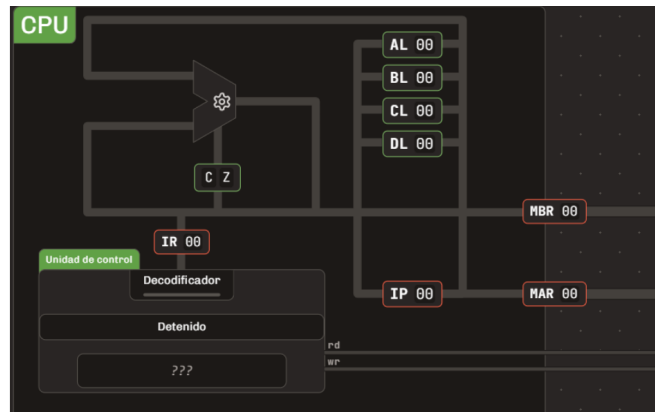 CPU
AL 00
BL 00
CL 00
DL 00
C Z
MBR 00
IR 00
Unidad de control
Decodificador
IP 00
MAR 00
Detenido
rd
wr
???